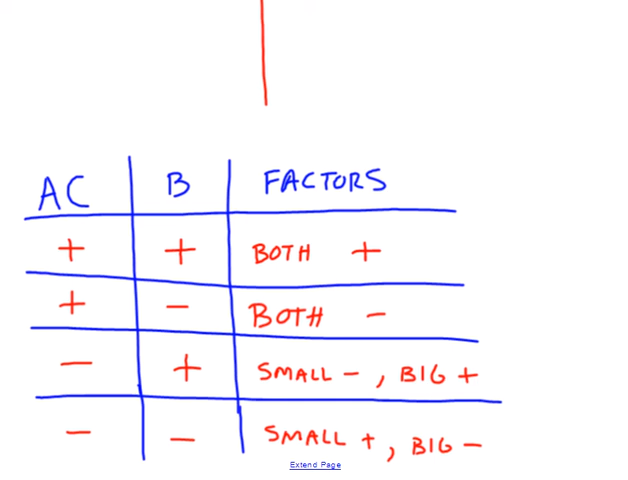 AC B FACTORS
+ + BOTH +
+ - BOTH -
- + SMALL -, BIG +
- - SMALL +, BIG -
Extend Page